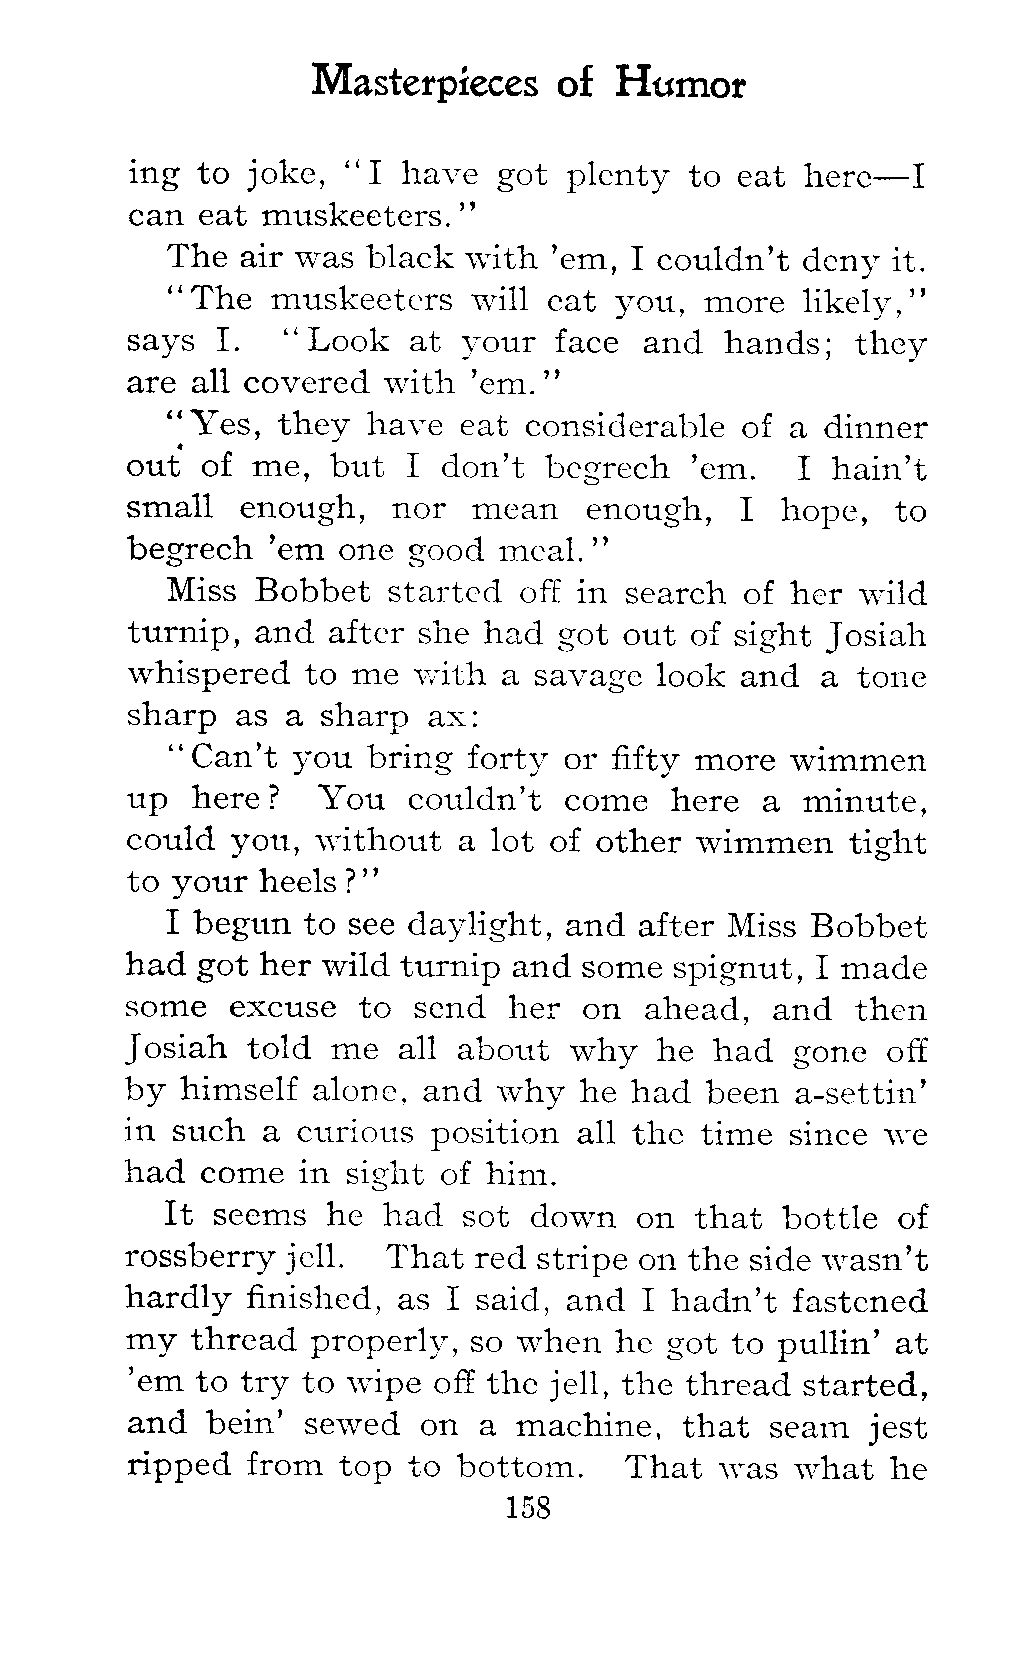 Masterpieces of Humor
ing to joke, "I have got plenty to eat here—I
can eat muskeeters."
The air was black with 'em, I couldn't deny it.
"The muskeeters will eat you, more likely,"
says I. "Look at your face and hands; they
are all covered with 'em."
"Yes, they have eat considerable of a dinner
out of me, but I don't begrech 'em. I hain't
small enough, nor mean enough, I hope, to
begrech 'em one good meal."
Miss Bobbet started off in search of her wild
turnip, and after she had got out of sight Josiah
whispered to me with a savage look and a tone
sharp as a sharp ax:
"Can't you bring forty or fifty more wimmen
up here? You couldn't come here a minute,
could you, without a lot of other wimmen tight
to your heels?"
I begun to see daylight, and after Miss Bobbet
had got her wild turnip and some spignut, I made
some excuse to send her on ahead, and then
Josiah told me all about why he had gone off
by himself alone, and why he had been a-settin'
in such a curious position all the time since we
had come in sight of him.
It seems he had sot down on that bottle of
rossberry jell. That red stripe on the side wasn't
hardly finished, as I said, and I hadn't fastened
my thread properly, so when he got to pullin' at
'em to try to wipe off the jell, the thread started,
and bein' sewed on a machine, that seam jest
ripped from top to bottom. That was what he
158